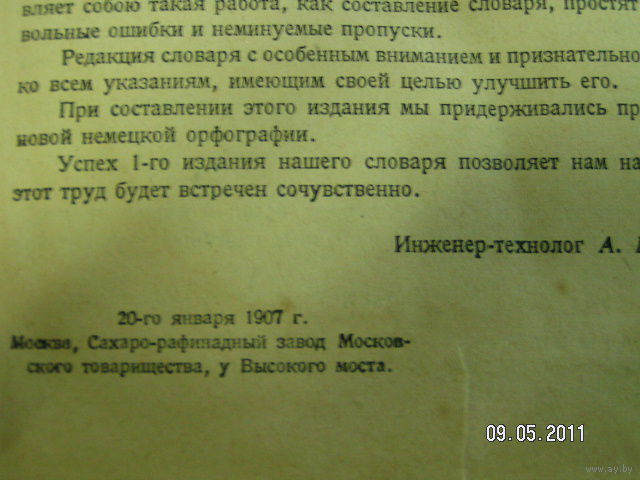 вляет собою такая работа, как составление словаря, простят
вольные ошибки и неминуемые пропуски.
Редакция словаря с особенным вниманием и признательно
ко всем указаниям, имеющим своей целью улучшить его.
При составлении этого издания мы придерживались пр
новой немецкой орфографии.
Успех 1-го издания нашего словаря позволяет нам на
этот труд будет встречен сочувственно.
Инженер-технолог А.
20-го января 1907 г.
Москва, Сахаро-рафинадный завод Москов-
ского товарищества, у Высокого моста.
09.05.2011
www.ay.by